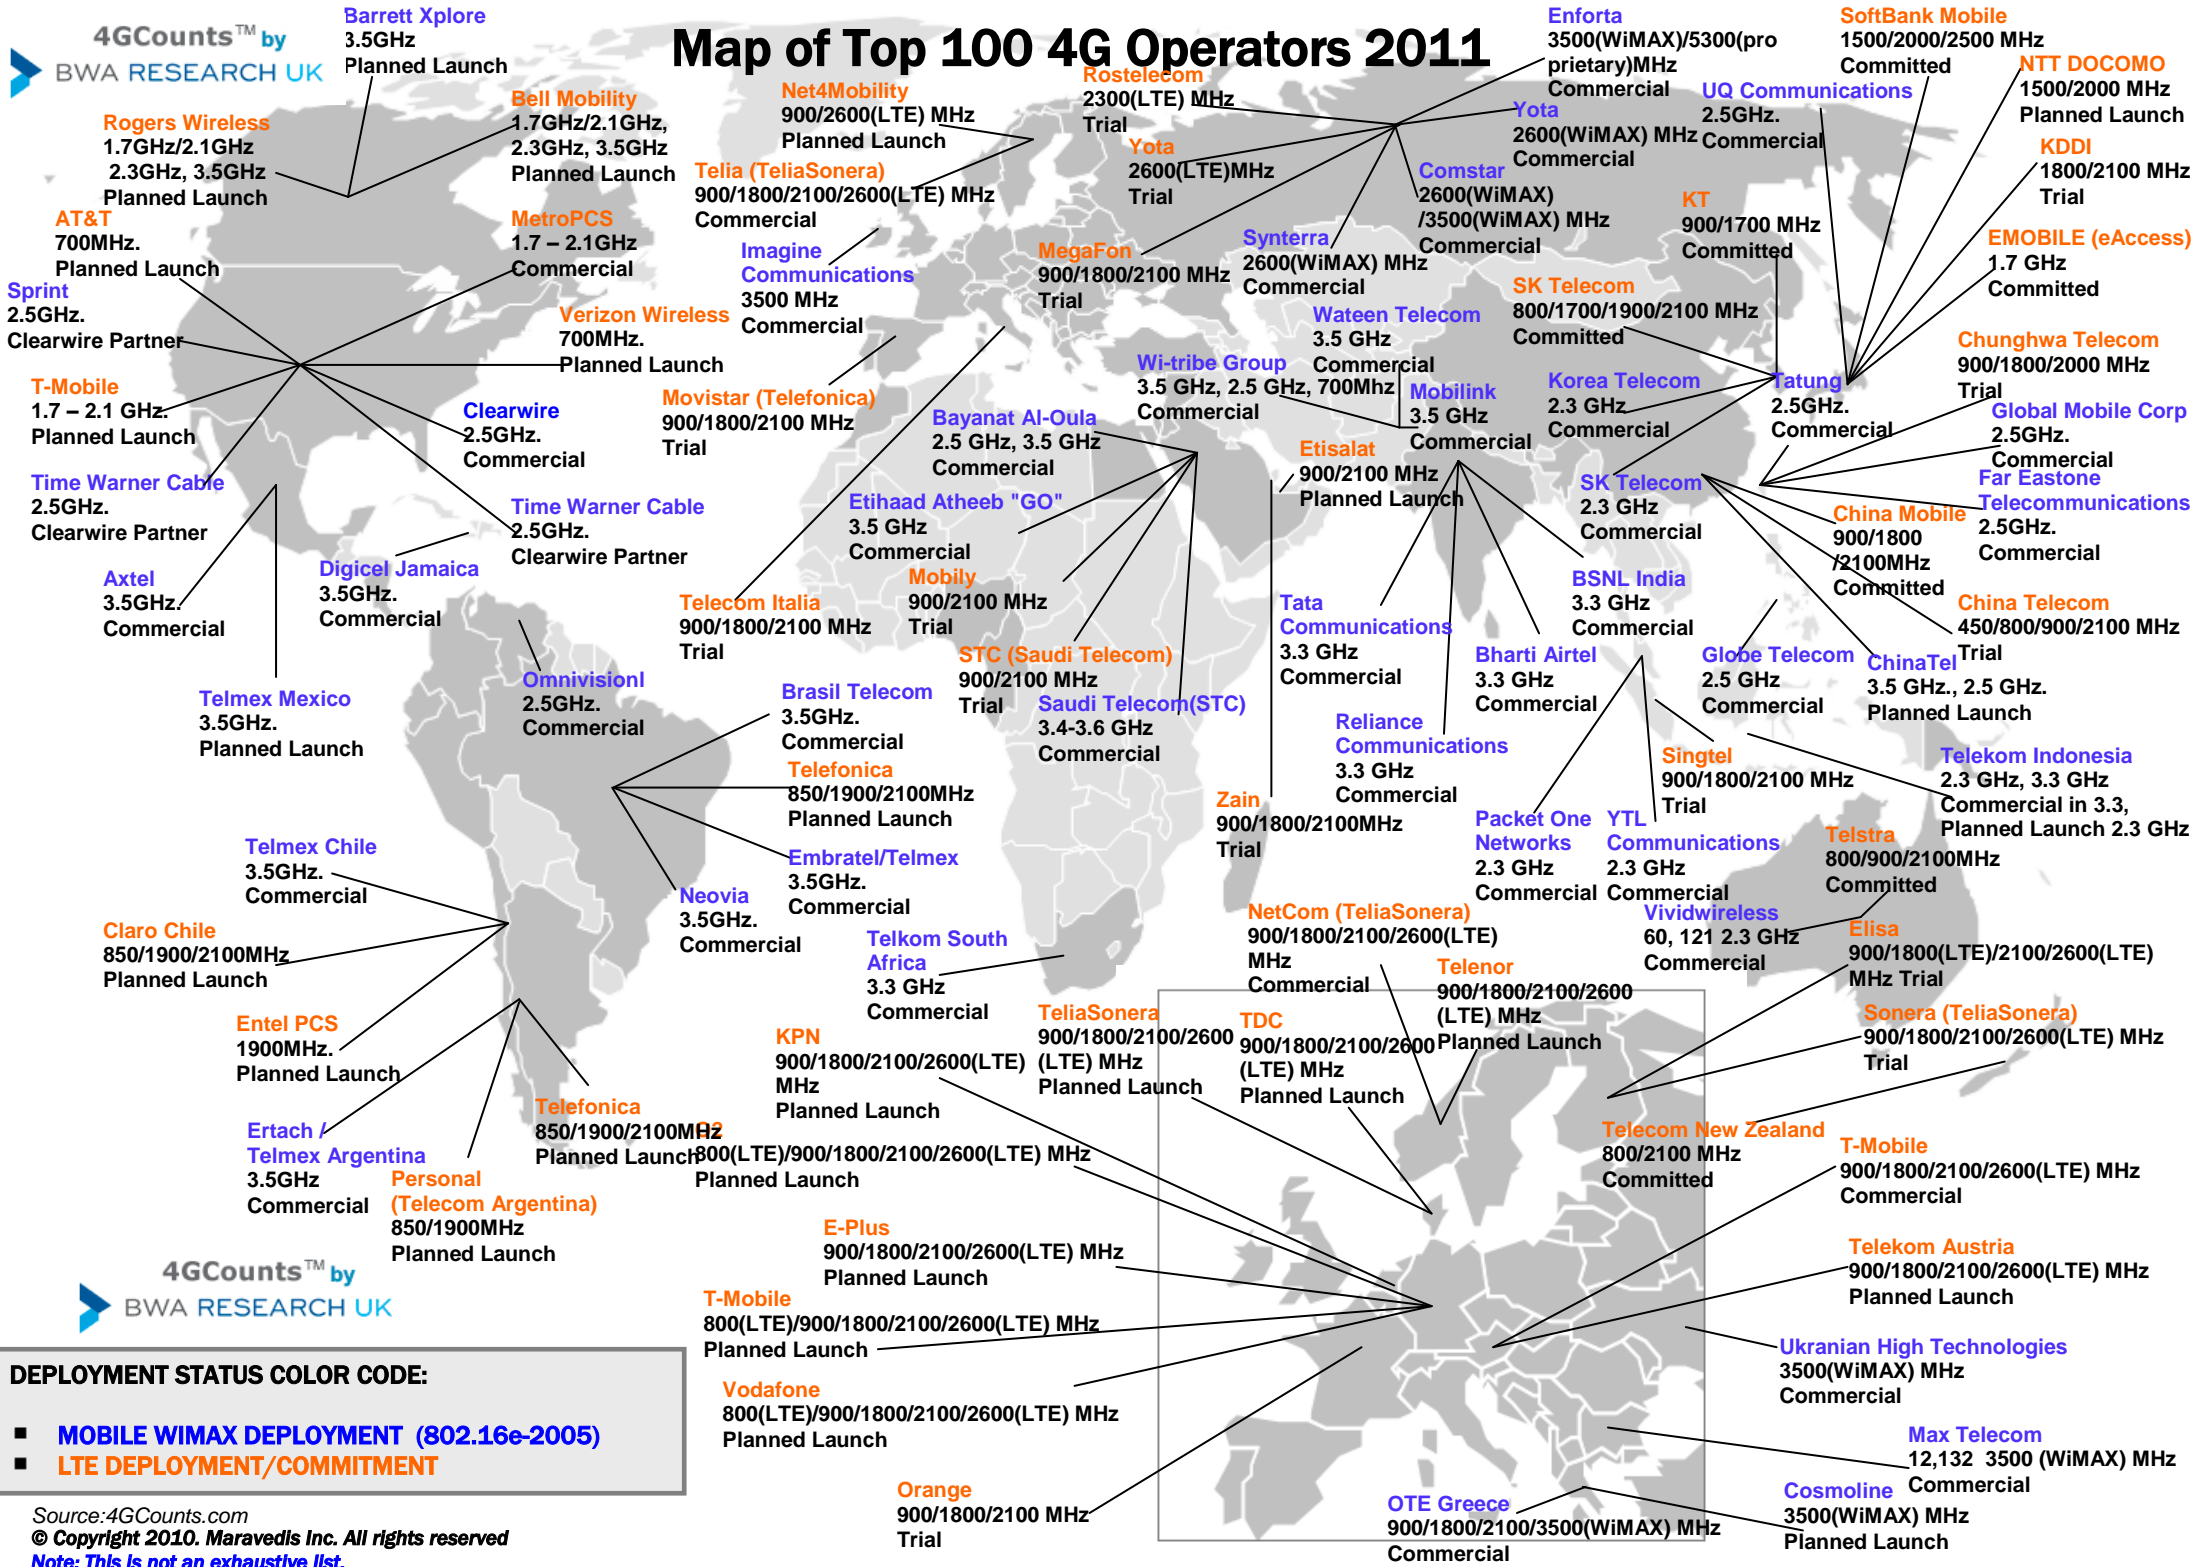 Map of Top 100 4G Operators 2011
4GCounts™ by
BWA RESEARCH UK
Barrett Xplore
3.5GHz
Planned Launch
Rogers Wireless
1.7GHz/2.1GHz
2.3GHz, 3.5GHz
Planned Launch
Bell Mobility
1.7GHz/2.1GHz,
2.3GHz, 3.5GHz
Planned Launch
AT&T
700MHz.
Planned Launch
MetroPCS
1.7 – 2.1GHz
Commercial
Sprint
2.5GHz.
Clearwire Partner
Verizon Wireless
700MHz.
Planned Launch
T-Mobile
1.7 – 2.1 GHz.
Planned Launch
Clearwire
2.5GHz.
Commercial
Time Warner Cable
2.5GHz.
Clearwire Partner
Time Warner Cable
2.5GHz.
Clearwire Partner
Axtel
3.5GHz.
Commercial
Digicel Jamaica
3.5GHz.
Commercial
Telmex Mexico
3.5GHz.
Planned Launch
Omnivisionl
2.5GHz.
Commercial
Brasil Telecom
3.5GHz.
Commercial
Telefonica
850/1900/2100MHz
Planned Launch
Embratel/Telmex
3.5GHz.
Commercial
Neovia
3.5GHz.
Commercial
Telmex Chile
3.5GHz.
Commercial
Claro Chile
850/1900/2100MHz
Planned Launch
Entel PCS
1900MHz.
Planned Launch
Ertach /
Telmex Argentina
3.5GHz
Commercial
Personal
(Telecom Argentina)
850/1900MHz
Planned Launch
Telefonica
850/1900/2100MHz
Planned Launch
Net4Mobility
900/2600(LTE) MHz
Planned Launch
Telia (TeliaSonera)
900/1800/2100/2600(LTE) MHz
Commercial
Imagine
Communications
3500 MHz
Commercial
Movistar (Telefonica)
900/1800/2100 MHz
Trial
Telecom Italia
900/1800/2100 MHz
Trial
Rostelecom
2300(LTE) MHz
Trial
Yota
2600(LTE)MHz
Trial
MegaFon
900/1800/2100 MHz
Trial
Synterra
2600(WiMAX) MHz
Commercial
Comstar
2600(WiMAX)
/3500(WiMAX) MHz
Commercial
Yota
2600(WiMAX) MHz
Commercial
Enforta
3500(WiMAX)/5300(pro
prietary)MHz
Commercial
UQ Communications
2.5GHz.
Commercial
SoftBank Mobile
1500/2000/2500 MHz
Committed
NTT DOCOMO
1500/2000 MHz
Planned Launch
KDDI
1800/2100 MHz
Trial
EMOBILE (eAccess)
1.7 GHz
Committed
KT
900/1700 MHz
Committed
SK Telecom
800/1700/1900/2100 MHz
Committed
Korea Telecom
2.3 GHz
Commercial
SK Telecom
2.3 GHz
Commercial
Tatung
2.5GHz.
Commercial
Chunghwa Telecom
900/1800/2000 MHz
Trial
Global Mobile Corp
2.5GHz.
Commercial
Far Eastone
Telecommunications
2.5GHz.
Commercial
China Mobile
900/1800
/2100MHz
Committed
China Telecom
450/800/900/2100 MHz
Trial
ChinaTel
3.5 GHz., 2.5 GHz.
Planned Launch
Wateen Telecom
3.5 GHz
Commercial
Wi-tribe Group
3.5 GHz, 2.5 GHz, 700Mhz
Commercial
Mobilink
3.5 GHz
Commercial
Bayanat Al-Oula
2.5 GHz, 3.5 GHz
Commercial
Etihaad Atheeb "GO"
3.5 GHz
Commercial
Mobily
900/2100 MHz
Trial
STC (Saudi Telecom)
900/2100 MHz
Trial
Saudi Telecom(STC)
3.4-3.6 GHz
Commercial
Etisalat
900/2100 MHz
Planned Launch
Zain
900/1800/2100MHz
Trial
Tata
Communications
3.3 GHz
Commercial
Reliance
Communications
3.3 GHz
Commercial
Bharti Airtel
3.3 GHz
Commercial
BSNL India
3.3 GHz
Commercial
Globe Telecom
2.5 GHz
Commercial
Singtel
900/1800/2100 MHz
Trial
Packet One
Networks
2.3 GHz
Commercial
YTL
Communications
2.3 GHz
Commercial
Telekom Indonesia
2.3 GHz, 3.3 GHz
Commercial in 3.3,
Planned Launch 2.3 GHz
Telstra
800/900/2100MHz
Committed
Vividwireless
60, 121 2.3 GHz
Commercial
Telkom South
Africa
3.3 GHz
Commercial
NetCom (TeliaSonera)
900/1800/2100/2600(LTE)
MHz
Commercial
Telenor
900/1800/2100/2600
(LTE) MHz
Planned Launch
Elisa
900/1800(LTE)/2100/2600(LTE)
MHz Trial
Sonera (TeliaSonera)
900/1800/2100/2600(LTE) MHz
Trial
Telecom New Zealand
800/2100 MHz
Committed
KPN
900/1800/2100/2600(LTE)
MHz
Planned Launch
TeliaSonera
900/1800/2100/2600
(LTE) MHz
Planned Launch
TDC
900/1800/2100/2600
(LTE) MHz
Planned Launch
800(LTE)/900/1800/2100/2600(LTE) MHz
Planned Launch
E-Plus
900/1800/2100/2600(LTE) MHz
Planned Launch
T-Mobile
800(LTE)/900/1800/2100/2600(LTE) MHz
Planned Launch
Vodafone
800(LTE)/900/1800/2100/2600(LTE) MHz
Planned Launch
Orange
900/1800/2100 MHz
Trial
T-Mobile
900/1800/2100/2600(LTE) MHz
Commercial
Telekom Austria
900/1800/2100/2600(LTE) MHz
Planned Launch
Ukranian High Technologies
3500(WiMAX) MHz
Commercial
Max Telecom
12,132 3500 (WiMAX) MHz
Commercial
Cosmoline
3500(WiMAX) MHz
Planned Launch
OTE Greece
900/1800/2100/3500(WiMAX) MHz
Commercial
4GCounts™ by
BWA RESEARCH UK
DEPLOYMENT STATUS COLOR CODE:
▪ MOBILE WIMAX DEPLOYMENT (802.16e-2005)
▪ LTE DEPLOYMENT/COMMITMENT
Source:4GCounts.com
© Copyright 2010. Maravedis Inc. All rights reserved
Note: This is not an exhaustive list.